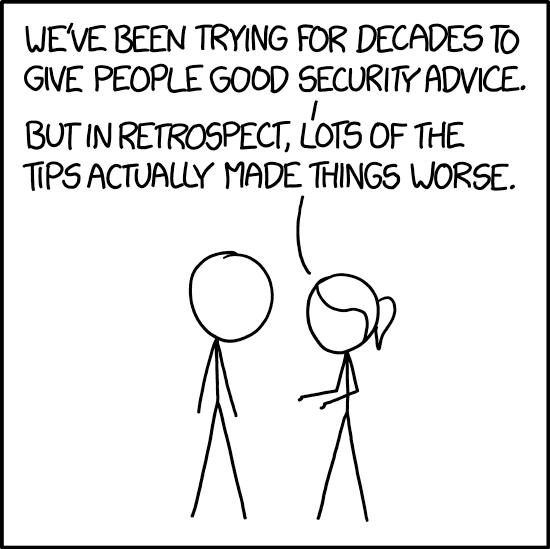 WE'VE BEEN TRYING FOR DECADES TO
GIVE PEOPLE GOOD SECURITY ADVICE.
BUT IN RETROSPECT, LOTS OF THE
TIPS ACTUALLY MADE THINGS WORSE.